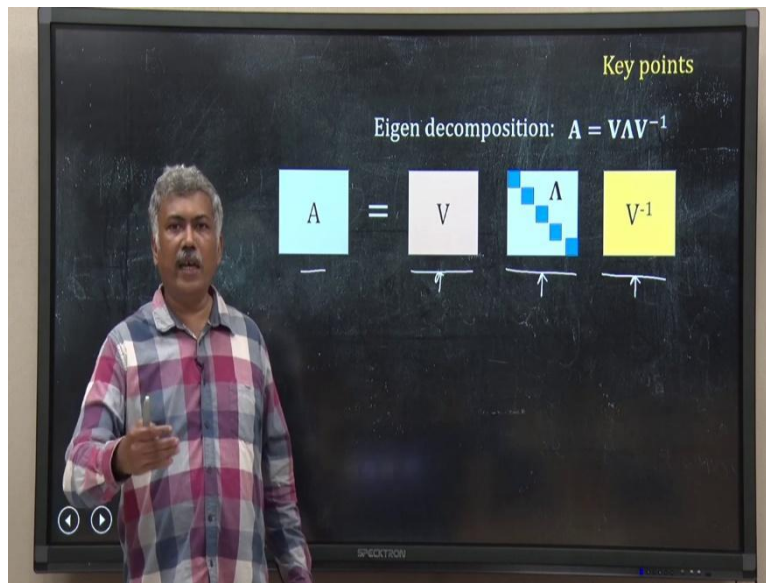 Key points
Eigen decomposition: A = VΛV⁻¹
A = V Λ V⁻¹
SPECKTRON